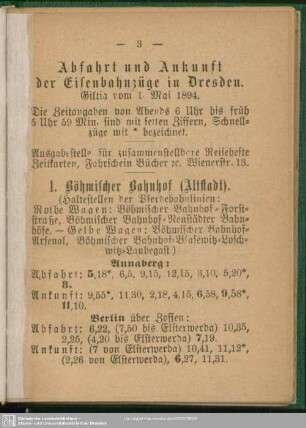 — 3 —
Abfahrt und Ankunft
der Eisenbahnzüge in Dresden.
Giltig vom 1. Mai 1894.
Die Zeitangaben von Abends 6 Uhr bis früh
5 Uhr 59 Min. sind mit fetten Ziffern, Schnell-
züge mit * bezeichnet.
Ausgabestelle für zusammenstellbare Reisehefte
Zeitkarten, Fahrschein Bücher ꝛc. Wienerstr. 13.
1. Böhmischer Bahnhof (Altstadt).
(Haltestellen der Pferdebahnlinien:
Rothe Wagen: Böhmischer Bahnhof-Forst-
straße, Böhmischer Bahnhof-Neustädter Bahn-
höfe. — Gelbe Wagen: Böhmischer Bahnhof-
Arsenal, Böhmischer Bahnhof-Blasewitz-Losch-
witz-Laubegast)
Annaberg:
Abfahrt: 5,18*, 6,5, 9,15, 12,15, 3,10, 5,20*,
8.
Ankunft: 9,55*, 11,30, 2,18, 4,15, 6,58, 9,58*,
11,10.
Berlin über Zossen:
Abfahrt: 6,22, (7,50 bis Elsterwerda) 10,35,
2,25, (4,20 bis Elsterwerda) 7,19.
Ankunft: (7 von Elsterwerda) 10,41, 11,12*,
(2,26 von Elsterwerda), 6,27, 11,31.